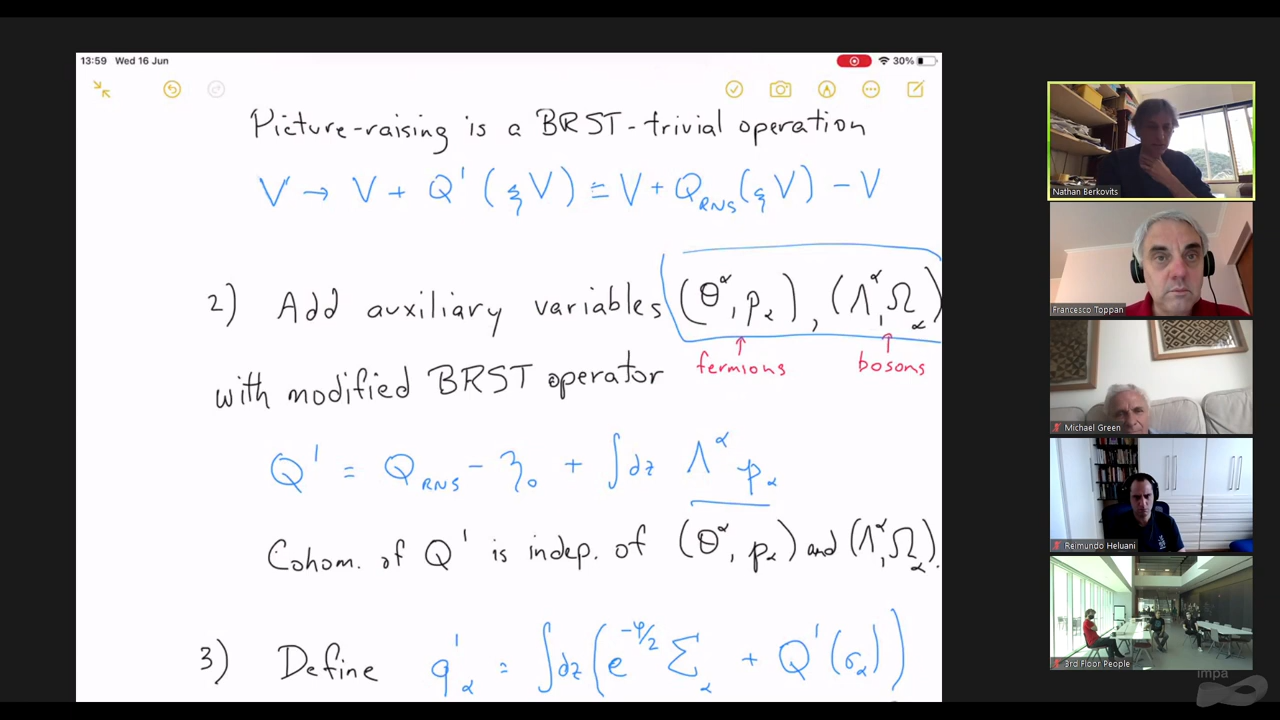 13:59 Wed 16 Jun
30%
Picture-raising is a BRST-trivial operation
V → V + Q' (ξV) = V + Q_RNS (ξV) - V
2) Add auxiliary variables (θ^α, p_α), (Λ^α, Ω_α)
fermions bosons
with modified BRST operator
Q' = Q_RNS - η_0 + ∫dz Λ^α p_α
Cohom. of Q' is indep. of (θ^α, p_α) and (Λ^α, Ω_α).
3) Define q'_α = ∫dz (e^{-φ/2} Σ_α + Q'(σ_α))
Nathan Berkovits
Francesco Toppan
Michael Green
Reimundo Heluani
3rd Floor People
impa